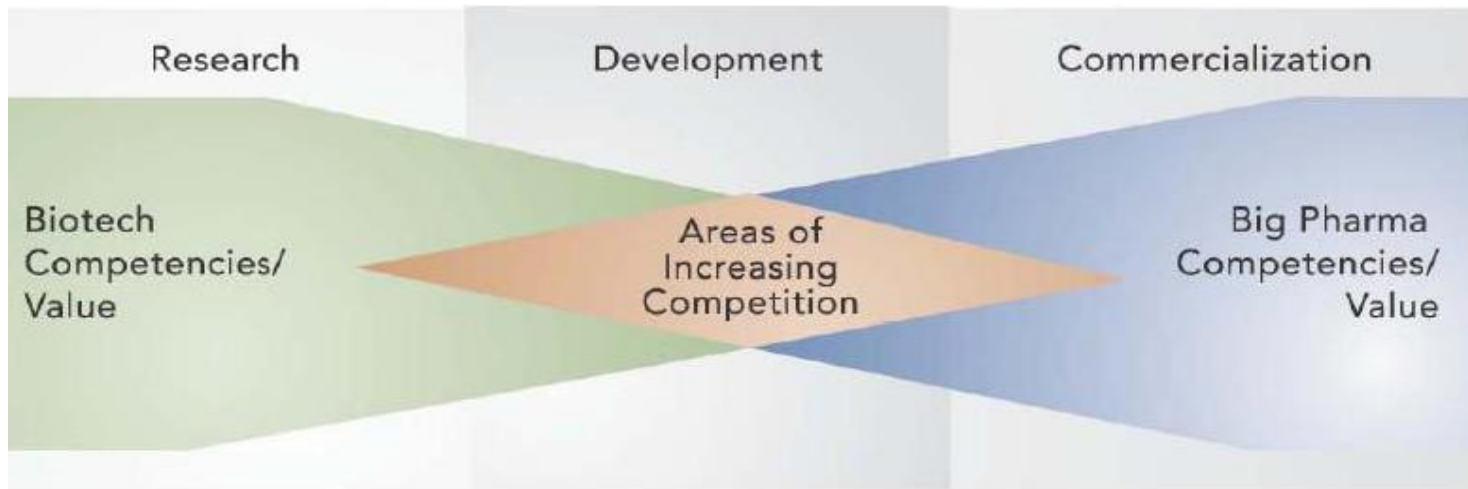 Research
Development
Commercialization
Biotech
Competencies/
Value
Areas of
Increasing
Competition
Big Pharma
Competencies/
Value